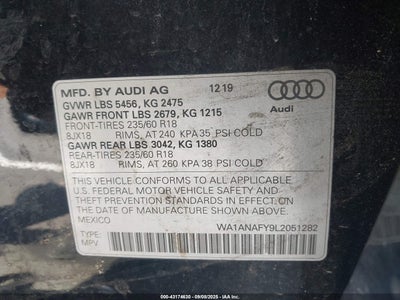 MFD. BY AUDI AG 12 19
GVWR LBS 5456, KG 2475
GAWR FRONT LBS 2679, KG 1215
FRONT-TIRES 235/60 R18
8JX18 RIMS, AT 240 KPA 35 PSI COLD
GAWR REAR LBS 3042, KG 1380
REAR-TIRES 235/60 R18
8JX18 RIMS, AT 260 KPA 38 PSI COLD
Audi
THIS VEHICLE CONFORMS TO ALL APPLICABLE
U.S. FEDERAL MOTOR VEHICLE SAFETY AND
THEFT PREVENTION STANDARDS IN EFFECT ON
THE DATE OF MANUFACTURE SHOWN ABOVE.
MEXICO
WA1ANAFY9L2051282
TYPE:
MPV
000-43174630 - 09/09/2025 -